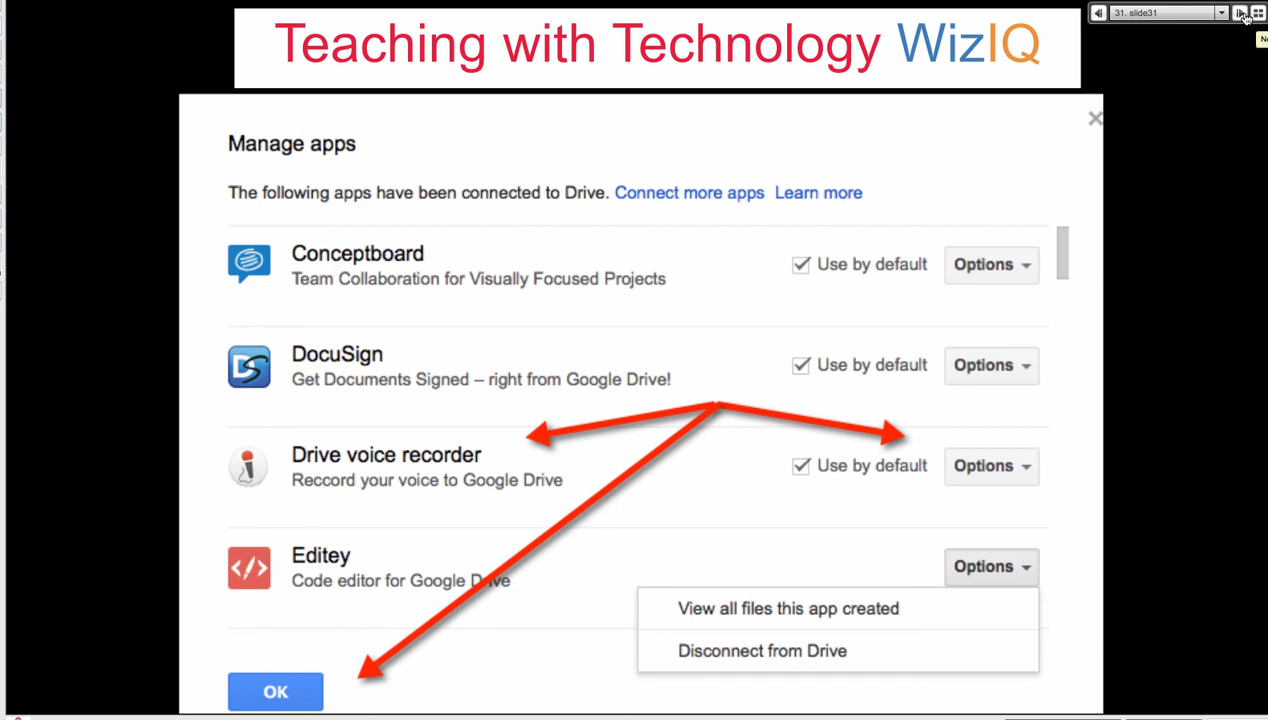 31. slide31
Teaching with Technology WizIQ
Manage apps
The following apps have been connected to Drive. Connect more apps Learn more
Conceptboard
Team Collaboration for Visually Focused Projects
Use by default
Options
DocuSign
Get Documents Signed – right from Google Drive!
Use by default
Options
Drive voice recorder
Reccord your voice to Google Drive
Use by default
Options
Editey
Code editor for Google Drive
Options
View all files this app created
Disconnect from Drive
OK